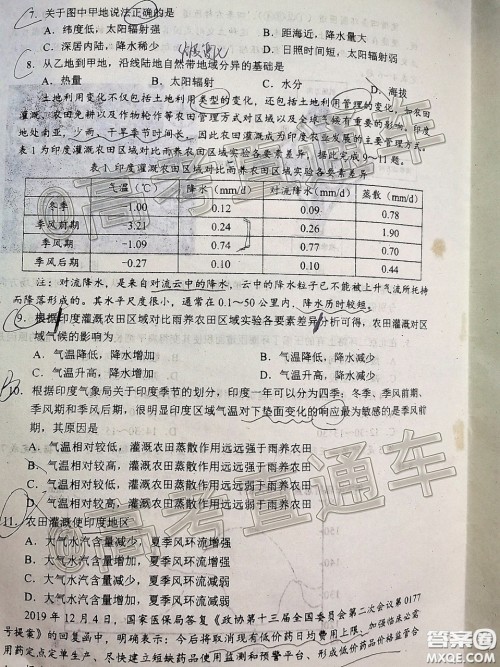 7. 关于图中甲地说法正确的是
A. 纬度低，太阳辐射强 B. 距海近，降水量大
C. 深居内陆，降水稀少 D. 日照时间短，太阳辐射弱
8. 从乙地到甲地，沿线陆地自然带地域分异的基础是
A. 热量 B. 太阳辐射 C. 水分 D. 海拔
土地利用变化不仅包括土地利用类型的变化，还包括土地利用管理的变化，如农田
灌溉、农田免耕以及作物轮作等农田管理方式对区域以及全球气候有重要的影响，印度
地处南亚，少雨、干旱季节时间长，因此农田灌溉成为印度农业发展的主要管理方式。
表1为印度灌溉农田区域对比雨养农田区域实验各要素差异，据此完成9~11题。
表1. 印度灌溉农田区域对比雨养农田区域实验各要素差异
气温（℃） 降水（mm/d） 对流降水（mm/d） 蒸散（mm/d）
冬季 -1.00 0.12 0.09 0.78
季风前期 -3.21 0.24 0.26 1.90
季风期 -1.09 0.74 0.77 0.70
季风后期 -0.27 0.10 0.10 0.44
注：对流降水，是来自对流云中的降水，云中的降水粒子已不能被上升气流所托持
而降落形成的。其水平尺度很小，通常在0.1~50公里内，降水历时较短。
9. 根据印度灌溉农田区域对比雨养农田区域实验各要素差异分析可得，农田灌溉对区
域气候的影响为
A. 气温降低，降水增加 B. 气温降低，降水减少
C. 气温升高，降水增加 D. 气温升高，降水减少
10. 根据印度气象局关于印度季节的划分，印度一年可以分为四季：冬季、季风前期、
季风期和季风后期，很明显印度区域气温对下垫面变化的响应最为敏感的是季风前
期，其原因是
A. 气温相对较低，灌溉农田蒸散作用远远强于雨养农田
B. 气温相对较高，灌溉农田蒸散作用远远强于雨养农田
C. 气温相对较低，灌溉农田蒸散作用远远弱于雨养农田
D. 气温相对较高，灌溉农田蒸散作用远远弱于雨养农田
11. 农田灌溉使印度地区
A. 大气水汽含量减少，夏季风环流增强
B. 大气水汽含量增加，夏季风环流增强
C. 大气水汽含量减少，夏季风环流减弱
D. 大气水汽含量增加，夏季风环流减弱
2019年12月4日，国家医保局答复《政协第十三届全国委员会第二次会议第0177
号提案》的回复函中，明确表示：今后将取消现有低价药日均费用上限，加强临床必需
用药定点定单生产、尽快建立短缺药品使用监测和预警平台、形成低价药品价格监管合
@高考直通车
@高考直通车
答案圈
MXQE.COM